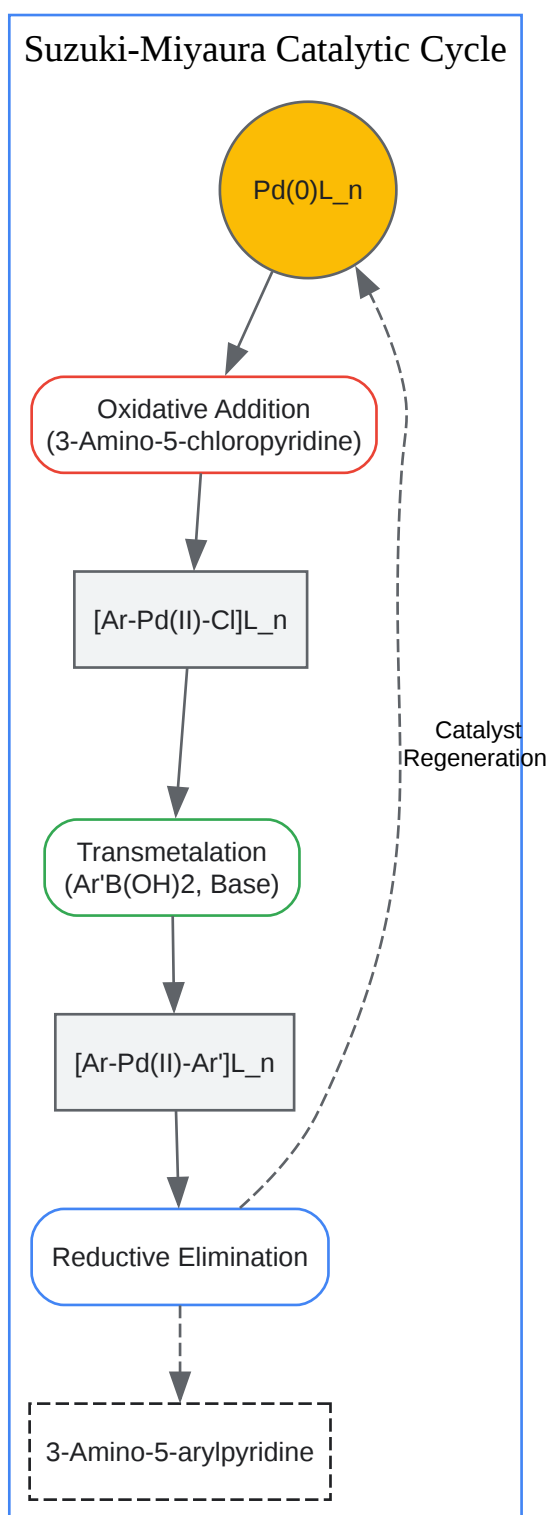 Suzuki-Miyaura Catalytic Cycle
Pd(0)L_n
Oxidative Addition
(3-Amino-5-chloropyridine)
[Ar-Pd(II)-Cl]L_n
Catalyst
Regeneration
Transmetalation
(Ar'B(OH)2, Base)
[Ar-Pd(II)-Ar']L_n
Reductive Elimination
3-Amino-5-arylpyridine